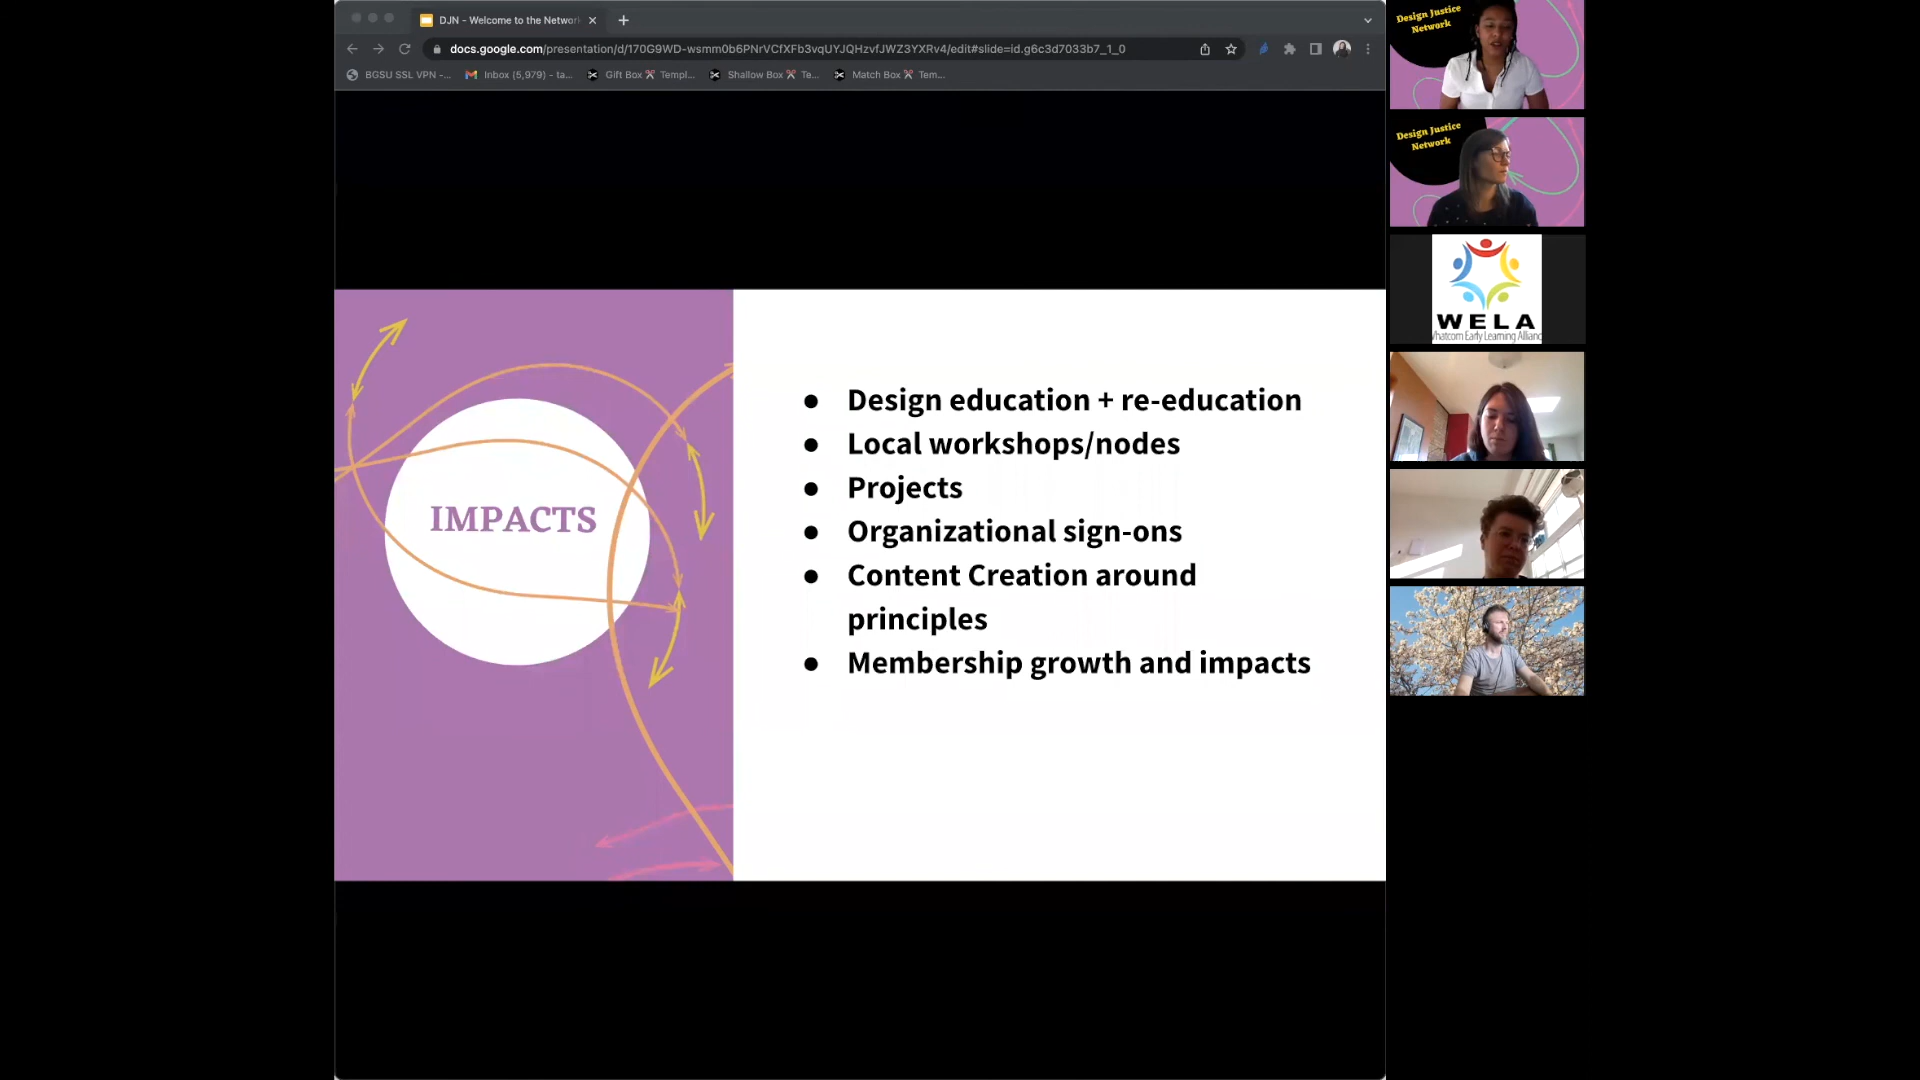 DJN - Welcome to the Networ
docs.google.com/presentation/d/170G9WD-wsmm0b6PNrVCfXFb3vqUYJQHzvfJWZ3YXRv4/edit#slide=id.g6c3d7033b7_1_0
BGSU SSL VPN -... Inbox (5,979) - ta... Gift Box Templ... Shallow Box Te... Match Box Tem...
IMPACTS
● Design education + re-education
● Local workshops/nodes
● Projects
● Organizational sign-ons
● Content Creation around
principles
● Membership growth and impacts
Design Justice
Network
Design Justice
Network
WELA
Whatcom Early Learning Alliance